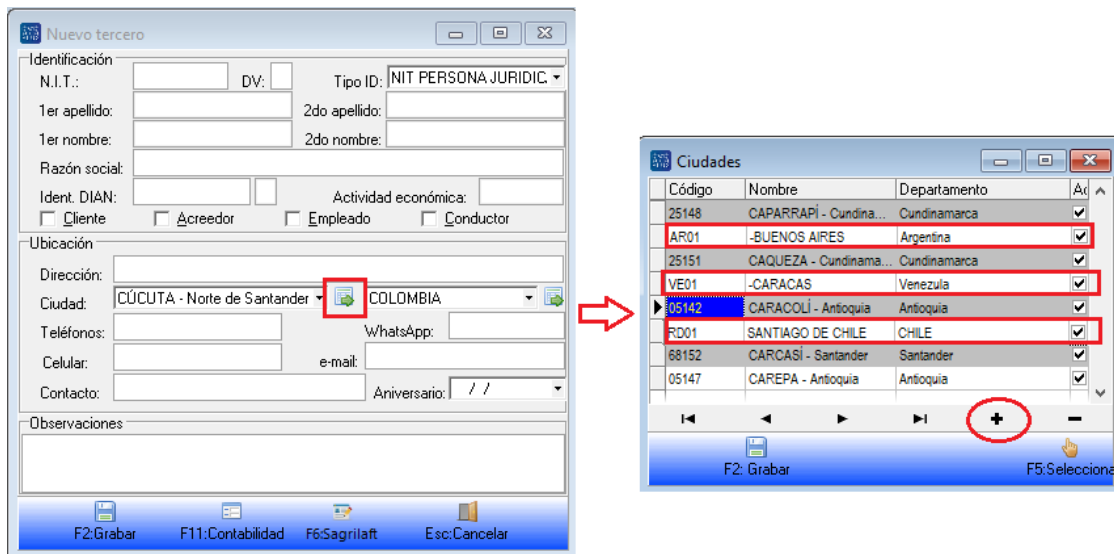 Nuevo tercero
Identificación
N.I.T.: DV: Tipo ID: NIT PERSONA JURIDIC
1er apellido: 2do apellido:
1er nombre: 2do nombre:
Razón social:
Ident. DIAN: Actividad económica:
Cliente Acreedor Empleado Conductor
Ubicación
Dirección:
Ciudad: CÚCUTA - Norte de Santander COLOMBIA
Teléfonos: WhatsApp:
Celular: e-mail:
Contacto: Aniversario: / /
Observaciones
F2:Grabar F11:Contabilidad F6:Sagrilaft Esc:Cancelar
Ciudades
Código Nombre Departamento Ac
25148 CAPARRAPÍ - Cundina... Cundinamarca
AR01 -BUENOS AIRES Argentina
25151 CAQUEZA - Cundinama... Cundinamarca
VE01 -CARACAS Venezula
05142 CARACOLÍ - Antioquia Antioquia
RD01 SANTIAGO DE CHILE CHILE
68152 CARCASÍ - Santander Santander
05147 CAREPA - Antioquia Antioquia
F2: Grabar F5:Selecciona